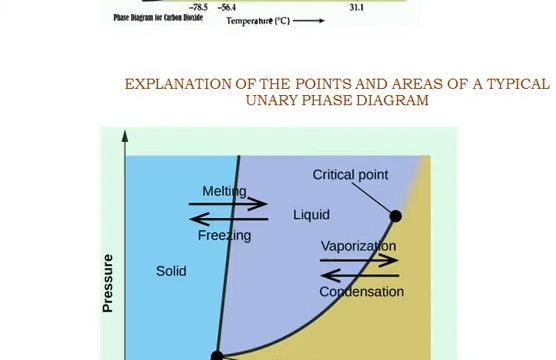 -78.5 -56.4 31.1
Phase Diagram for Carbon Dioxide
Temperature (°C)
EXPLANATION OF THE POINTS AND AREAS OF A TYPICAL
UNARY PHASE DIAGRAM
Critical point
Melting
Liquid
Freezing
Vaporization
Solid
Condensation
Pressure